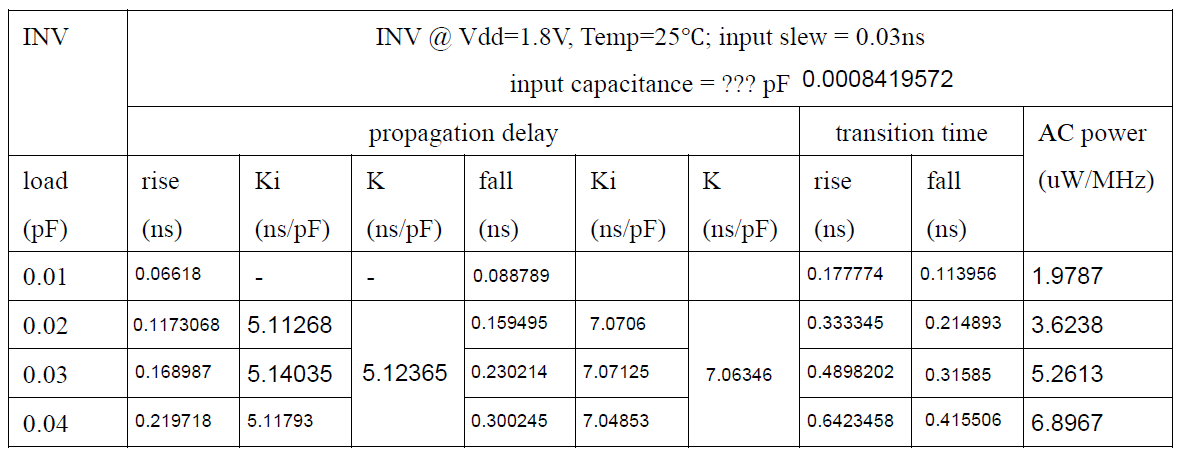 INV
INV @ Vdd=1.8V, Temp=25℃; input slew = 0.03ns
input capacitance = ??? pF 0.0008419572
propagation delay transition time AC power
(uW/MHz)
load rise Ki K fall Ki K rise fall
(pF) (ns) (ns/pF) (ns/pF) (ns) (ns/pF) (ns/pF) (ns) (ns)
0.01 0.06618 - - 0.088789 0.177774 0.113956 1.9787
0.02 0.1173068 5.11268 0.159495 7.0706 0.333345 0.214893 3.6238
0.03 0.168987 5.14035 5.12365 0.230214 7.07125 7.06346 0.4898202 0.31585 5.2613
0.04 0.219718 5.11793 0.300245 7.04853 0.6423458 0.415506 6.8967